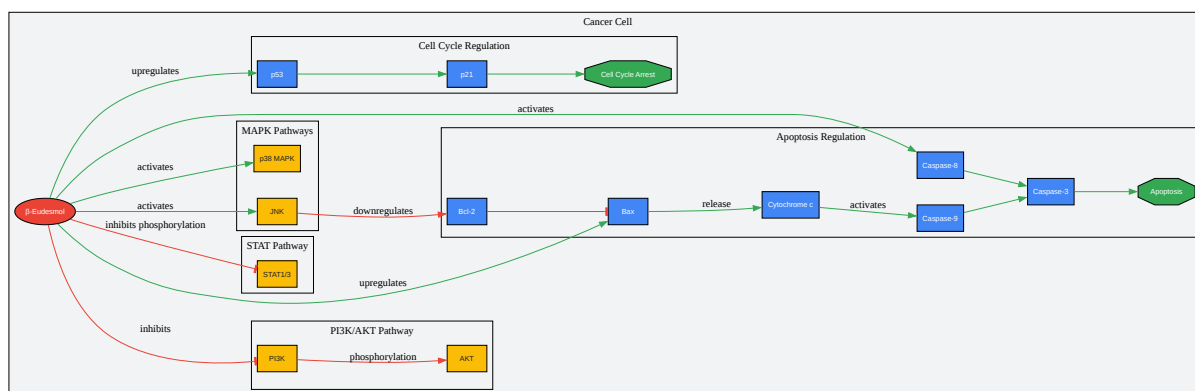 Cancer Cell
Cell Cycle Regulation
upregulates
p53
p21
Cell Cycle Arrest
activates
MAPK Pathways
Apoptosis Regulation
p38 MAPK
Caspase-8
activates
Caspase-3
Apoptosis
β-Eudesmol
activates
JNK
downregulates
Bcl-2
Bax
release
Cytochrome c
activates
Caspase-9
inhibits phosphorylation
STAT Pathway
STAT1/3
upregulates
inhibits
PI3K/AKT Pathway
PI3K
phosphorylation
AKT